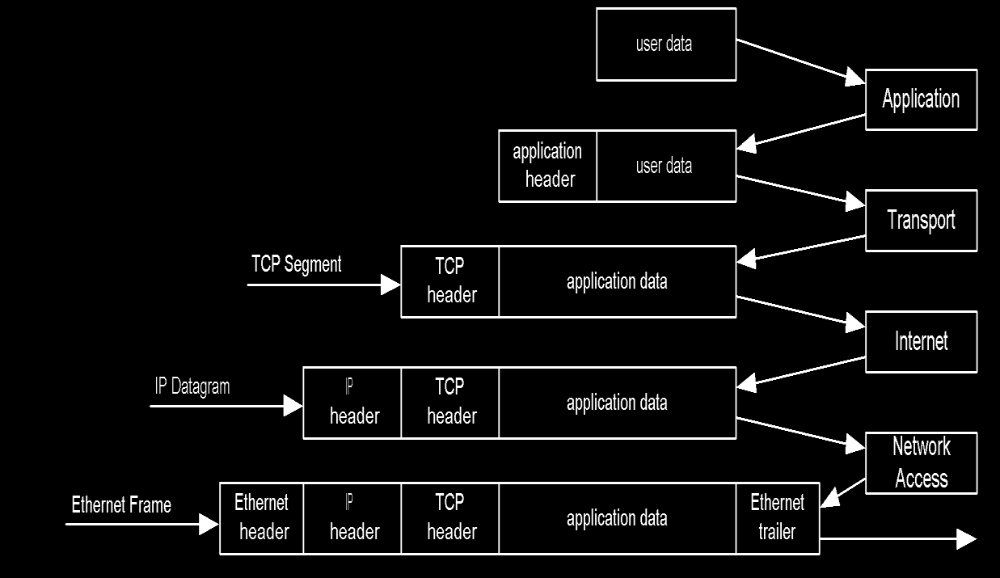 user data
Application
application
header
user data
Transport
TCP Segment
TCP
header
application data
Internet
IP Datagram
IP
header
TCP
header
application data
Network
Access
Ethernet Frame
Ethernet
header
IP
header
TCP
header
application data
Ethernet
trailer